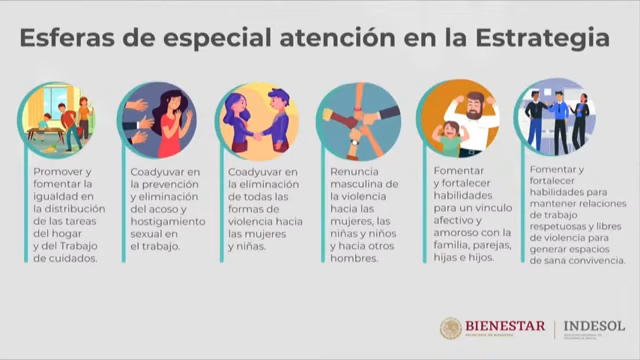 Esferas de especial atención en la Estrategia
Promover y
fomentar la
igualdad en
la distribución
de las tareas
del hogar
y del Trabajo
de cuidados.
Coadyuvar en
la prevención
y eliminación
del acoso y
hostigamiento
sexual en
el trabajo.
Coadyuvar en
la eliminación
de todas las
formas de
violencia hacia
las mujeres
y niñas.
Renuncia
masculina de
la violencia
hacia las
mujeres, las
niñas y niños
y hacia otros
hombres.
Fomentar
y fortalecer
habilidades
para un vínculo
afectivo y
amoroso con la
familia, parejas,
hijas e hijos.
Fomentar y
fortalecer
habilidades para
mantener relaciones
de trabajo
respetuosas y libres
de violencia para
generar espacios
de sana convivencia.
BIENESTAR
SECRETARÍA DE BIENESTAR
INDESOL